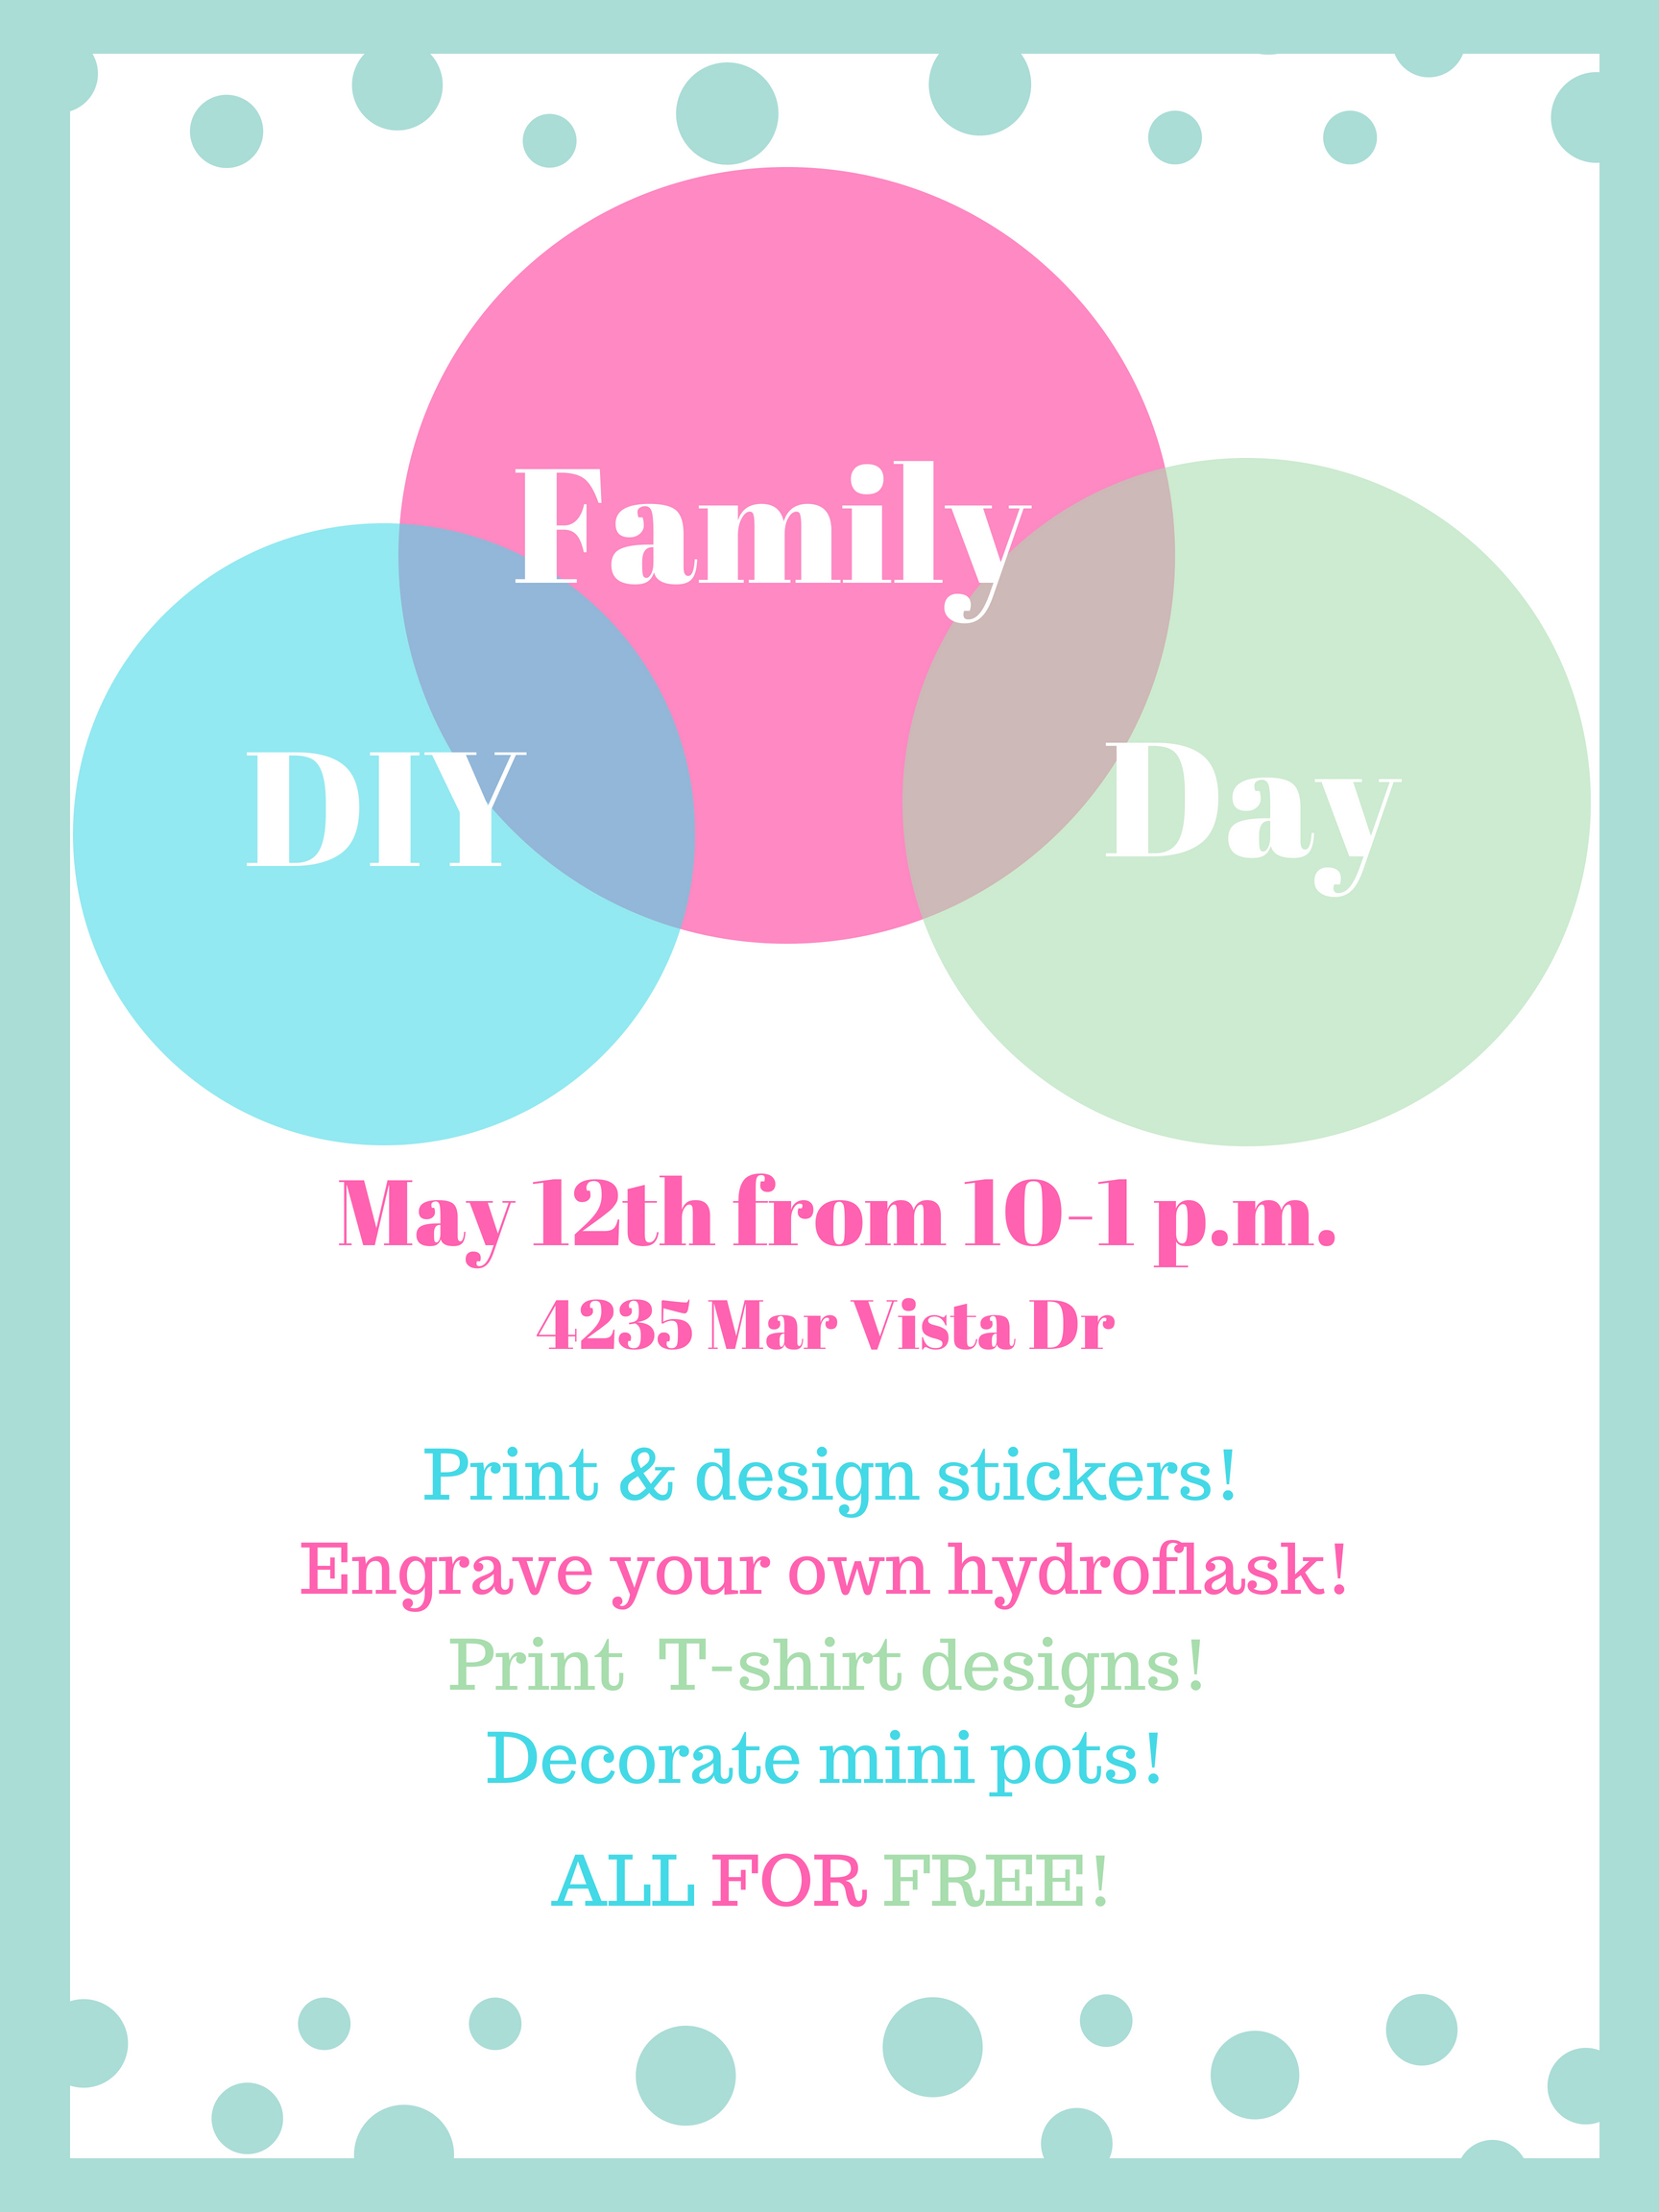 DIY
Family
Day
May 12th from 10-1 p.m.
4235 Mar Vista Dr
Print & design stickers!
Engrave your own hydroflask!
Print T-shirt designs!
Decorate mini pots!
ALL FOR FREE!